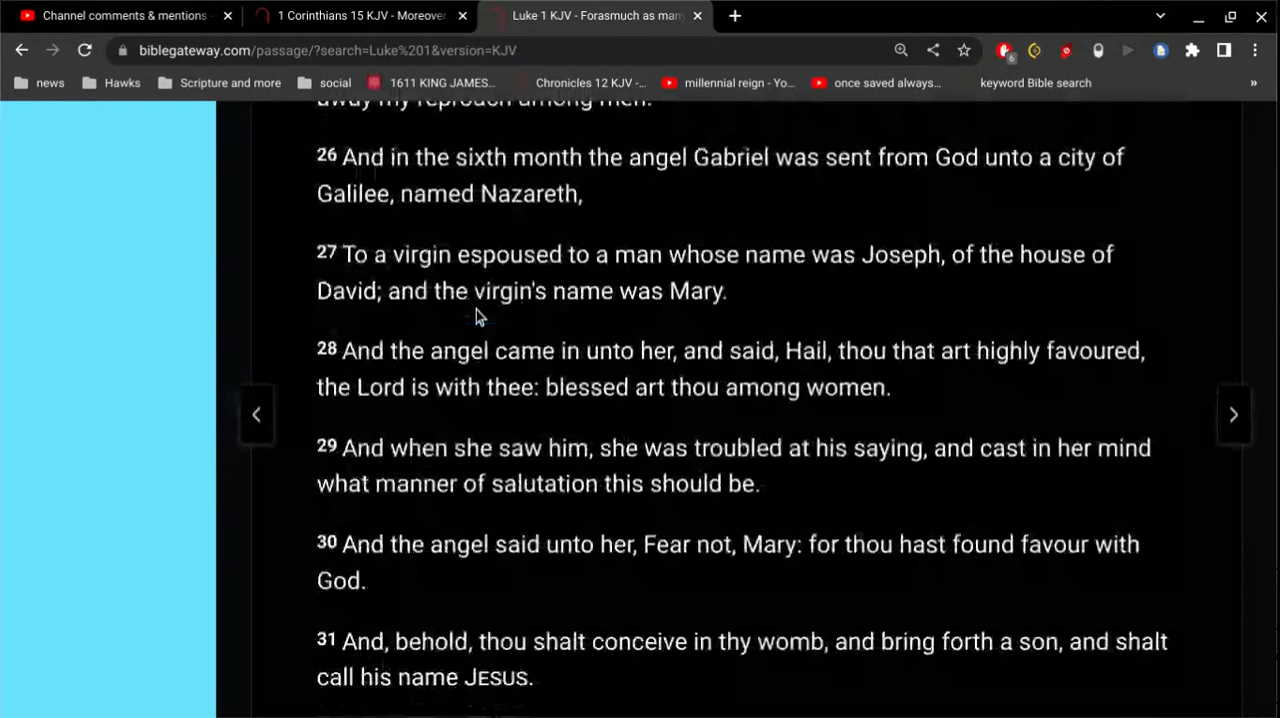 Channel comments & mentions
1 Corinthians 15 KJV - Moreover,
Luke 1 KJV - Forasmuch as man
biblegateway.com/passage/?search=Luke%201&version=KJV
6
news
Hawks
Scripture and more
social
1611 KING JAMES...
Chronicles 12 KJV -...
millennial reign - Yo...
once saved always...
keyword Bible search
»
away my reproach among men.
26 And in the sixth month the angel Gabriel was sent from God unto a city of
Galilee, named Nazareth,
27 To a virgin espoused to a man whose name was Joseph, of the house of
David; and the virgin's name was Mary.
28 And the angel came in unto her, and said, Hail, thou that art highly favoured,
the Lord is with thee: blessed art thou among women.
29 And when she saw him, she was troubled at his saying, and cast in her mind
what manner of salutation this should be.
30 And the angel said unto her, Fear not, Mary: for thou hast found favour with
God.
31 And, behold, thou shalt conceive in thy womb, and bring forth a son, and shalt
call his name JESUS.